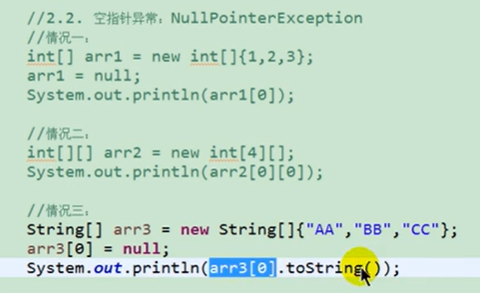 //2.2. 空指针异常：NullPointerException
//情况一：
int[] arr1 = new int[]{1,2,3};
arr1 = null;
System.out.println(arr1[0]);
//情况二：
int[][] arr2 = new int[4][];
System.out.println(arr2[0][0]);
//情况三：
String[] arr3 = new String[]{"AA","BB","CC"};
arr3[0] = null;
System.out.println(arr3[0].toString());